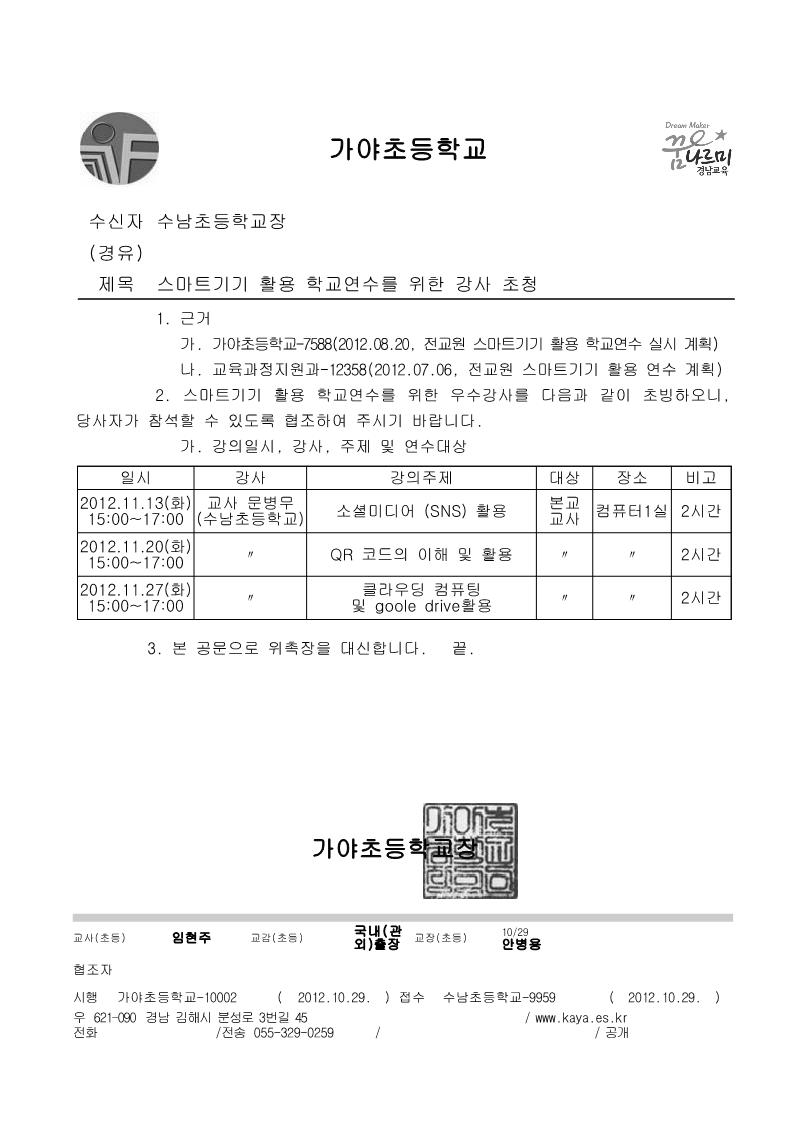 가야초등학교
Dream Maker
꿈나르미
경남교육
수신자 수남초등학교장
(경유)
제목 스마트기기 활용 학교연수를 위한 강사 초청
1. 근거
가. 가야초등학교-7588(2012.08.20, 전교원 스마트기기 활용 학교연수 실시 계획)
나. 교육과정지원과-12358(2012.07.06, 전교원 스마트기기 활용 연수 계획)
2. 스마트기기 활용 학교연수를 위한 우수강사를 다음과 같이 초빙하오니,
당사자가 참석할 수 있도록 협조하여 주시기 바랍니다.
가. 강의일시, 강사, 주제 및 연수대상
일시 강사 강의주제 대상 장소 비고
2012.11.13(화) 15:00~17:00 교사 문병무 (수남초등학교) 소셜미디어 (SNS) 활용 본교 교사 컴퓨터1실 2시간
2012.11.20(화) 15:00~17:00 〃 QR 코드의 이해 및 활용 〃 〃 2시간
2012.11.27(화) 15:00~17:00 〃 클라우딩 컴퓨팅 및 goole drive활용 〃 〃 2시간
3. 본 공문으로 위촉장을 대신합니다. 끝.
가야초등학교장
교사(초등) 임현주 교감(초등) 국내(관외)출장 교장(초등) 10/29 안병용
협조자
시행 가야초등학교-10002 ( 2012.10.29. ) 접수 수남초등학교-9959 ( 2012.10.29. )
우 621-090 경남 김해시 분성로 3번길 45 / www.kaya.es.kr
전화 /전송 055-329-0259 / / 공개